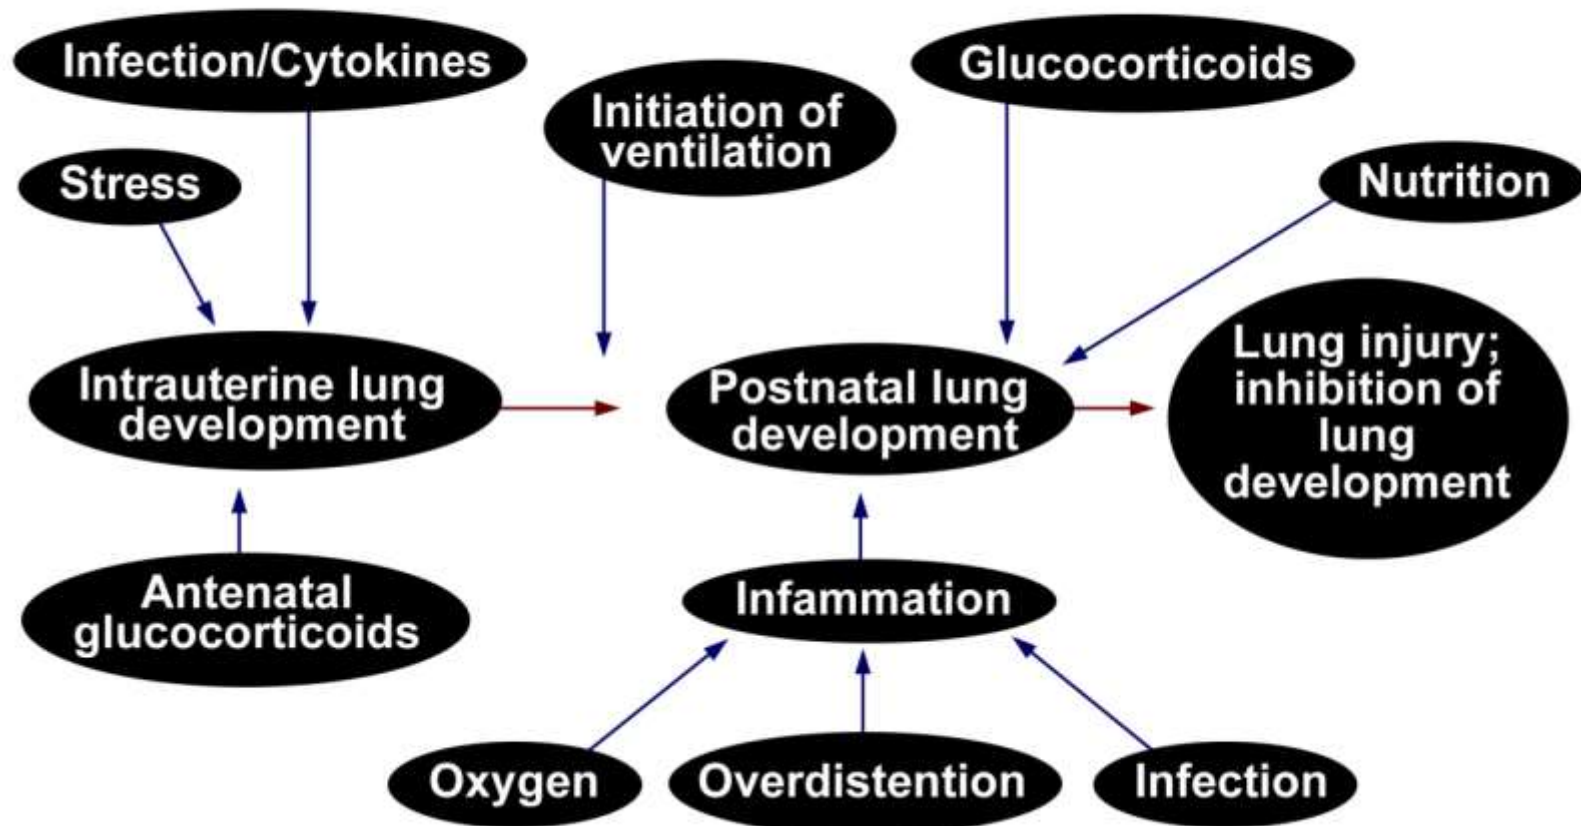 Infection/Cytokines
Initiation of
ventilation
Glucocorticoids
Stress
Nutrition
Intrauterine lung
development
Postnatal lung
development
Lung injury;
inhibition of
lung
development
Antenatal
glucocorticoids
Infammation
Oxygen
Overdistention
Infection